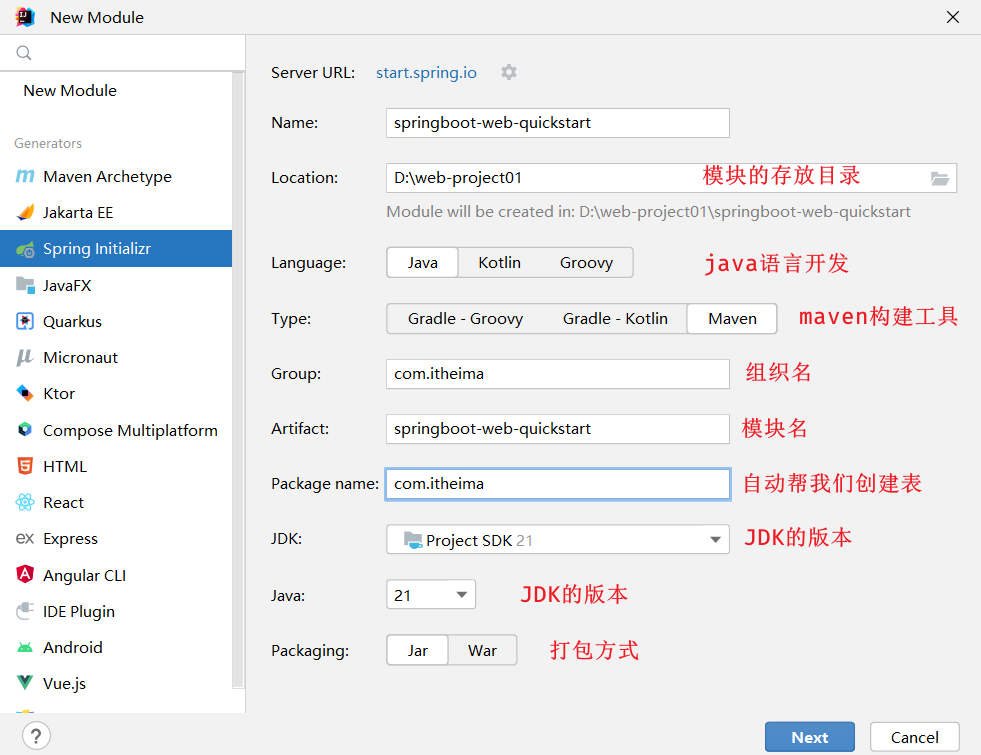 New Module
New Module
Generators
Maven Archetype
Jakarta EE
Spring Initializr
JavaFX
Quarkus
Micronaut
Ktor
Compose Multiplatform
HTML
React
Express
Angular CLI
IDE Plugin
Android
Vue.js
Server URL: start.spring.io
Name: springboot-web-quickstart
Location: D:\web-project01 模块的存放目录
Module will be created in: D:\web-project01\springboot-web-quickstart
Language: Java Kotlin Groovy java语言开发
Type: Gradle - Groovy Gradle - Kotlin Maven maven构建工具
Group: com.itheima 组织名
Artifact: springboot-web-quickstart 模块名
Package name: com.itheima 自动帮我们创建表
JDK: Project SDK 21 JDK的版本
Java: 21 JDK的版本
Packaging: Jar War 打包方式
? Next Cancel